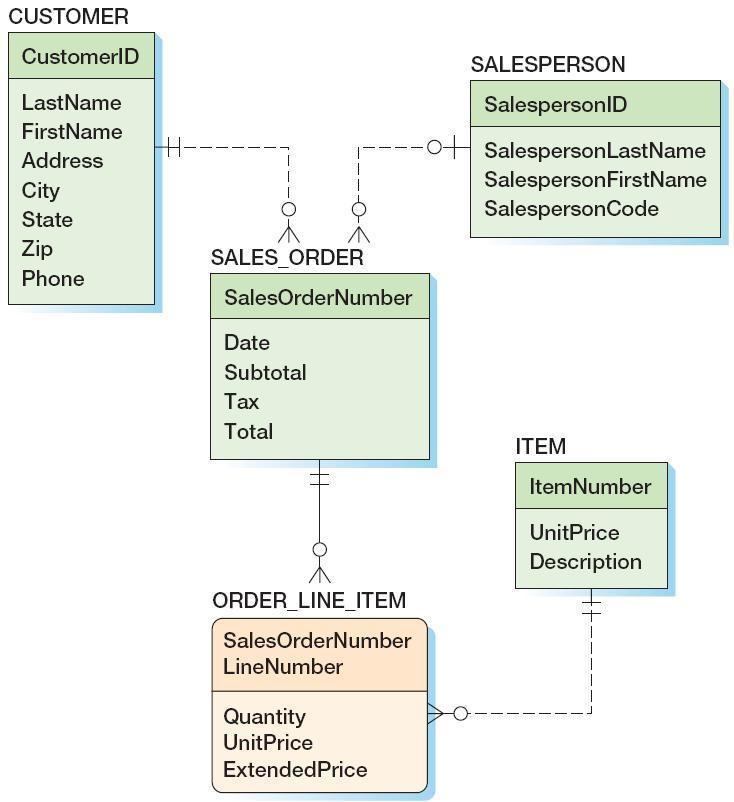 CUSTOMER
CustomerID
LastName
FirstName
Address
City
State
Zip
Phone
SALESPERSON
SalespersonID
SalespersonLastName
SalespersonFirstName
SalespersonCode
SALES_ORDER
SalesOrderNumber
Date
Subtotal
Tax
Total
ITEM
ItemNumber
UnitPrice
Description
ORDER_LINE_ITEM
SalesOrderNumber
LineNumber
Quantity
UnitPrice
ExtendedPrice